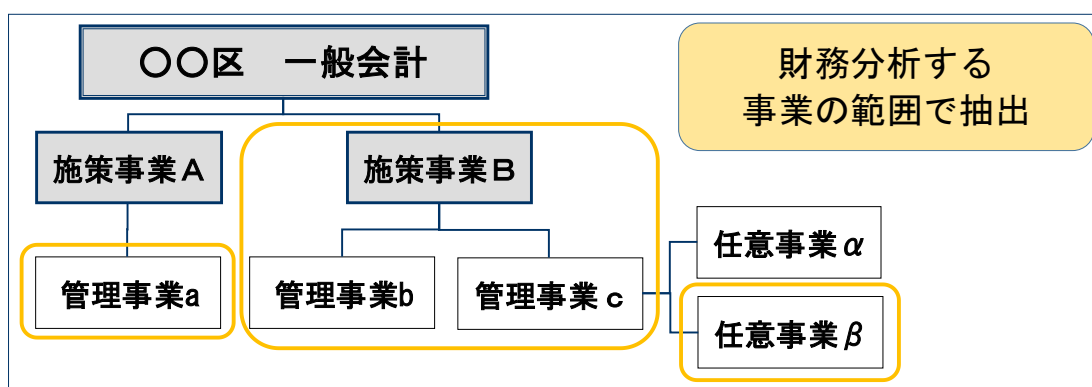 〇〇区　一般会計
財務分析する
事業の範囲で抽出
施策事業A
施策事業B
管理事業a
管理事業b
管理事業c
任意事業α
任意事業β